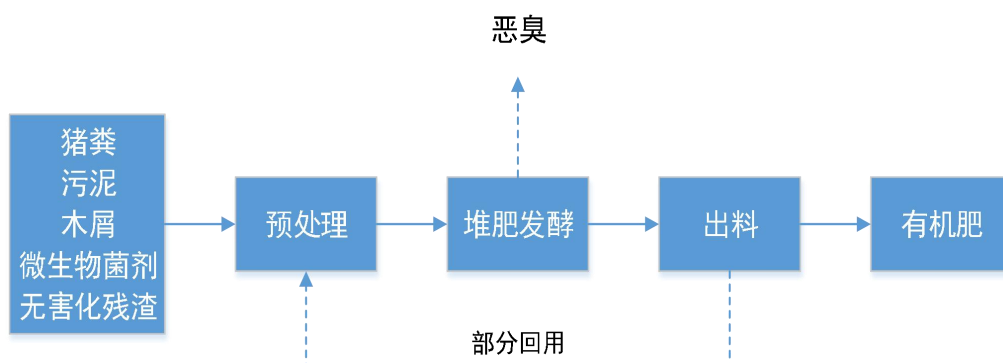 恶臭
猪粪
污泥
木屑
微生物菌剂
无害化残渣
预处理
堆肥发酵
出料
有机肥
部分回用